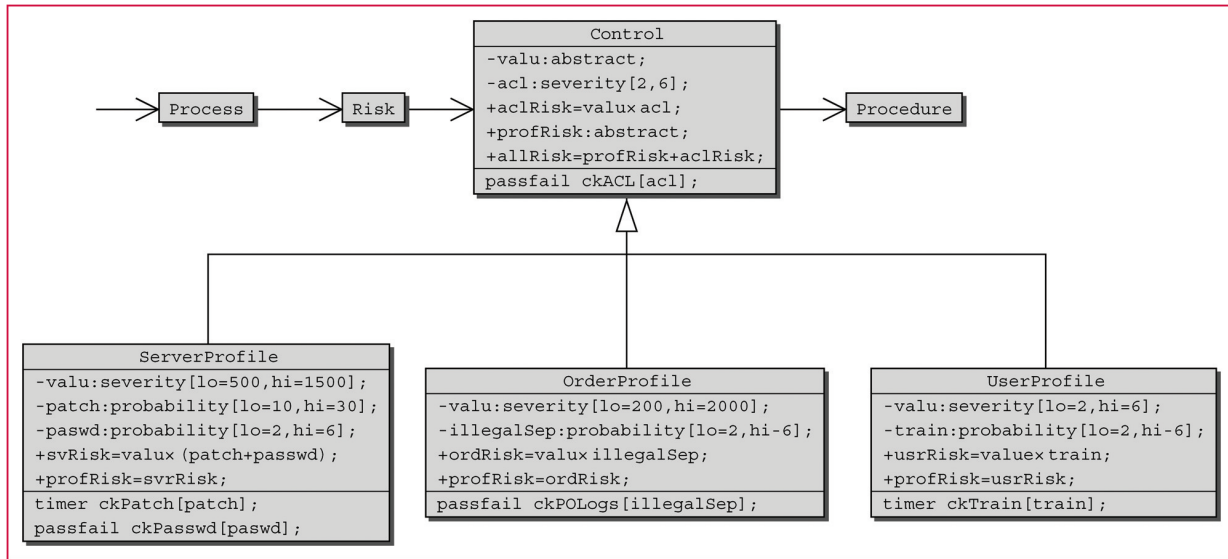 Control
-valu:abstract;
-acl:severity[2,6];
+aclRisk=valu×acl;
+profRisk:abstract;
+allRisk=profRisk+aclRisk;
passfail ckACL[acl];
Process
Risk
Procedure
ServerProfile
-valu:severity[lo=500,hi=1500];
-patch:probability[lo=10,hi=30];
-paswd:probability[lo=2,hi=6];
+svRisk=valu×(patch+passwd);
+profRisk=svrRisk;
timer ckPatch[patch];
passfail ckPasswd[paswd];
OrderProfile
-valu:severity[lo=200,hi=2000];
-illegalSep:probability[lo=2,hi-6];
+ordRisk=valu×illegalSep;
+profRisk=ordRisk;
passfail ckPOLogs[illegalSep];
UserProfile
-valu:severity[lo=2,hi=6];
-train:probability[lo=2,hi-6];
+usrRisk=value×train;
+profRisk=usrRisk;
timer ckTrain[train];